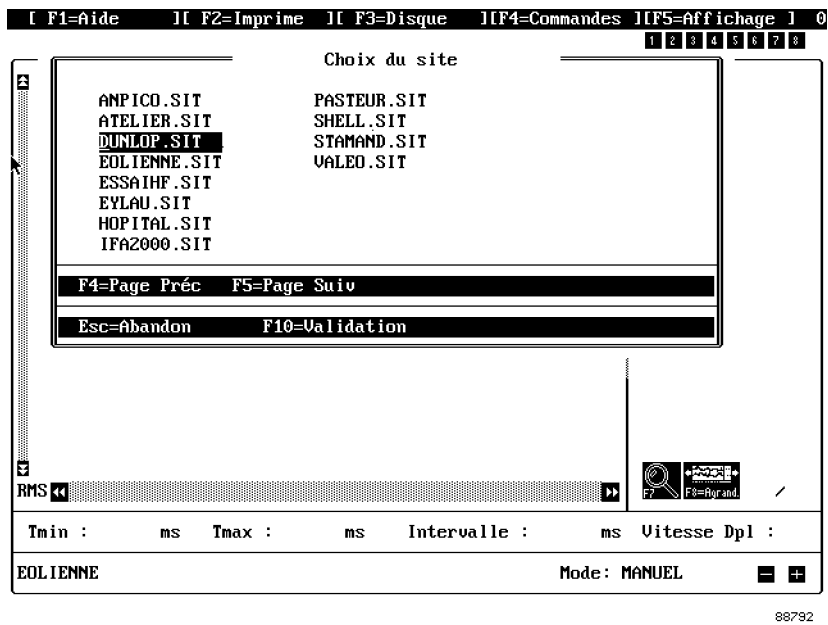 [ F1=Aide ][ F2=Imprime ][ F3=Disque ][F4=Commandes ][F5=Affichage ] 0
1 2 3 4 5 6 7 8
Choix du site
ANPICO.SIT PASTEUR.SIT
ATELIER.SIT SHELL.SIT
DUNLOP.SIT STAMAND.SIT
EOLIENNE.SIT VALEO.SIT
ESSAIHF.SIT
EYLAU.SIT
HOPITAL.SIT
IFA2000.SIT
F4=Page Préc F5=Page Suiv
Esc=Abandon F10=Validation
RMS
F7 F8=Agrand.
Tmin : ms Tmax : ms Intervalle : ms Vitesse Dpl :
EOLIENNE Mode: MANUEL - +
88792